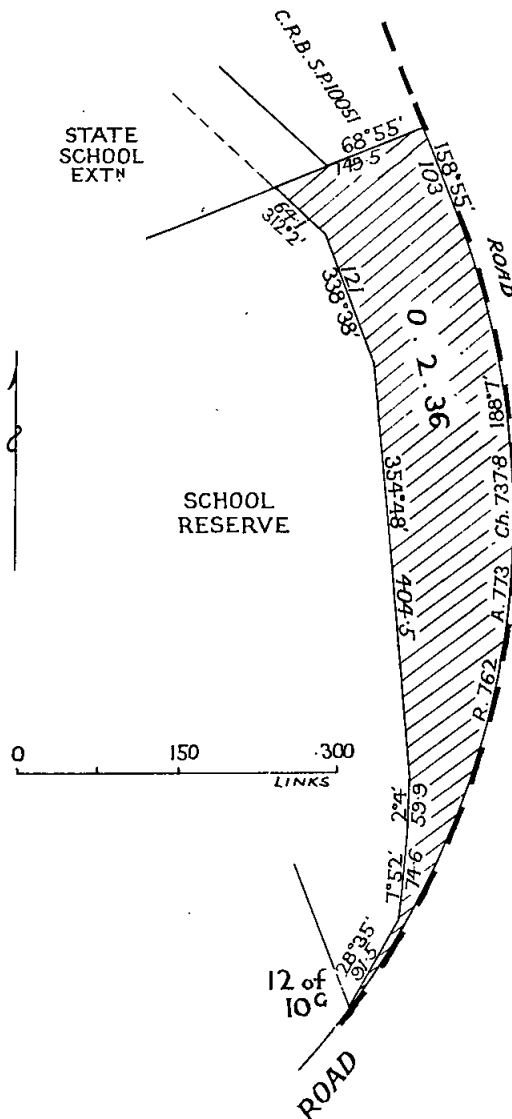 C.R.B. S.P.10051
STATE
SCHOOL
EXTN
68°55'
149·5
158°55'
103
ROAD
64·1
312°2'
121
338°38'
0 . 2 . 36
188°7'
SCHOOL
RESERVE
354°48'
404·5
Ch. 737·8
A. 773
R. 762
0 150 300
LINKS
2°4'
59·9
7°52'
74·6
28°35'
91·5
12 of
10G
ROAD